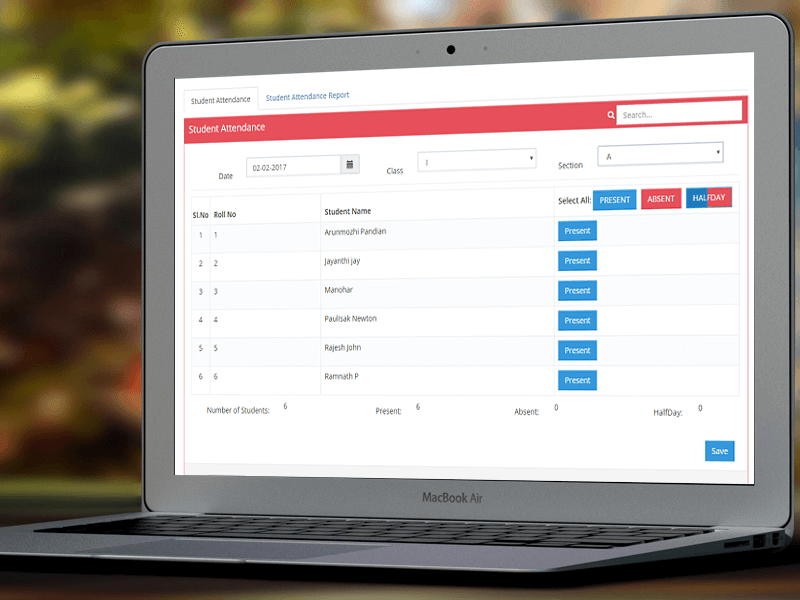 Student Attendance Student Attendance Report
Student Attendance Search...
Date 02-02-2017 Class I Section A
Sl.No Roll No Student Name Select All: PRESENT ABSENT HALFDAY
1 1 Arunmozhi Pandian Present
2 2 Jayanthi jay Present
3 3 Manohar Present
4 4 Paulisak Newton Present
5 5 Rajesh John Present
6 6 Ramnath P Present
Number of Students: 6 Present: 6 Absent: 0 HalfDay: 0
Save
MacBook Air